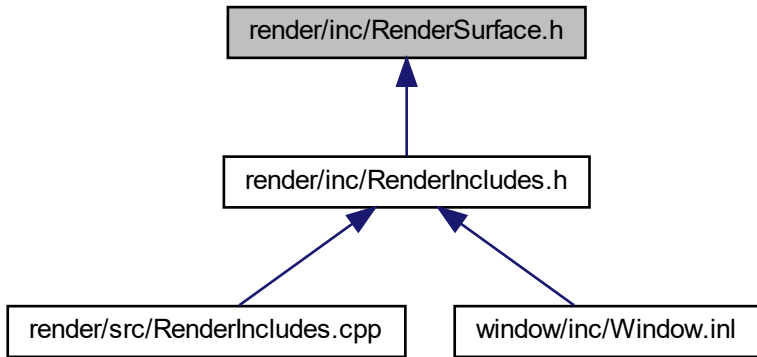 render/inc/RenderSurface.h
render/inc/RenderIncludes.h
render/src/RenderIncludes.cpp
window/inc/Window.inl